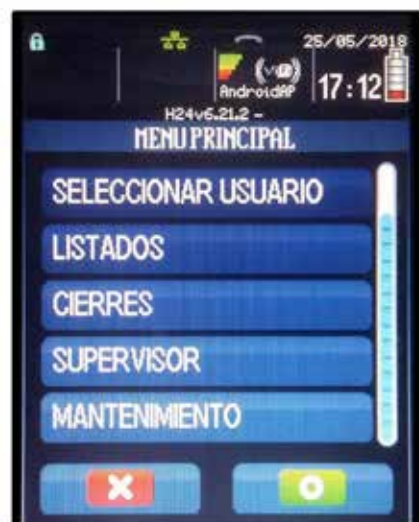 25/05/2018
AndroidAP
17:12
H24v6.21.2 -
MENU PRINCIPAL
SELECCIONAR USUARIO
LISTADOS
CIERRES
SUPERVISOR
MANTENIMIENTO